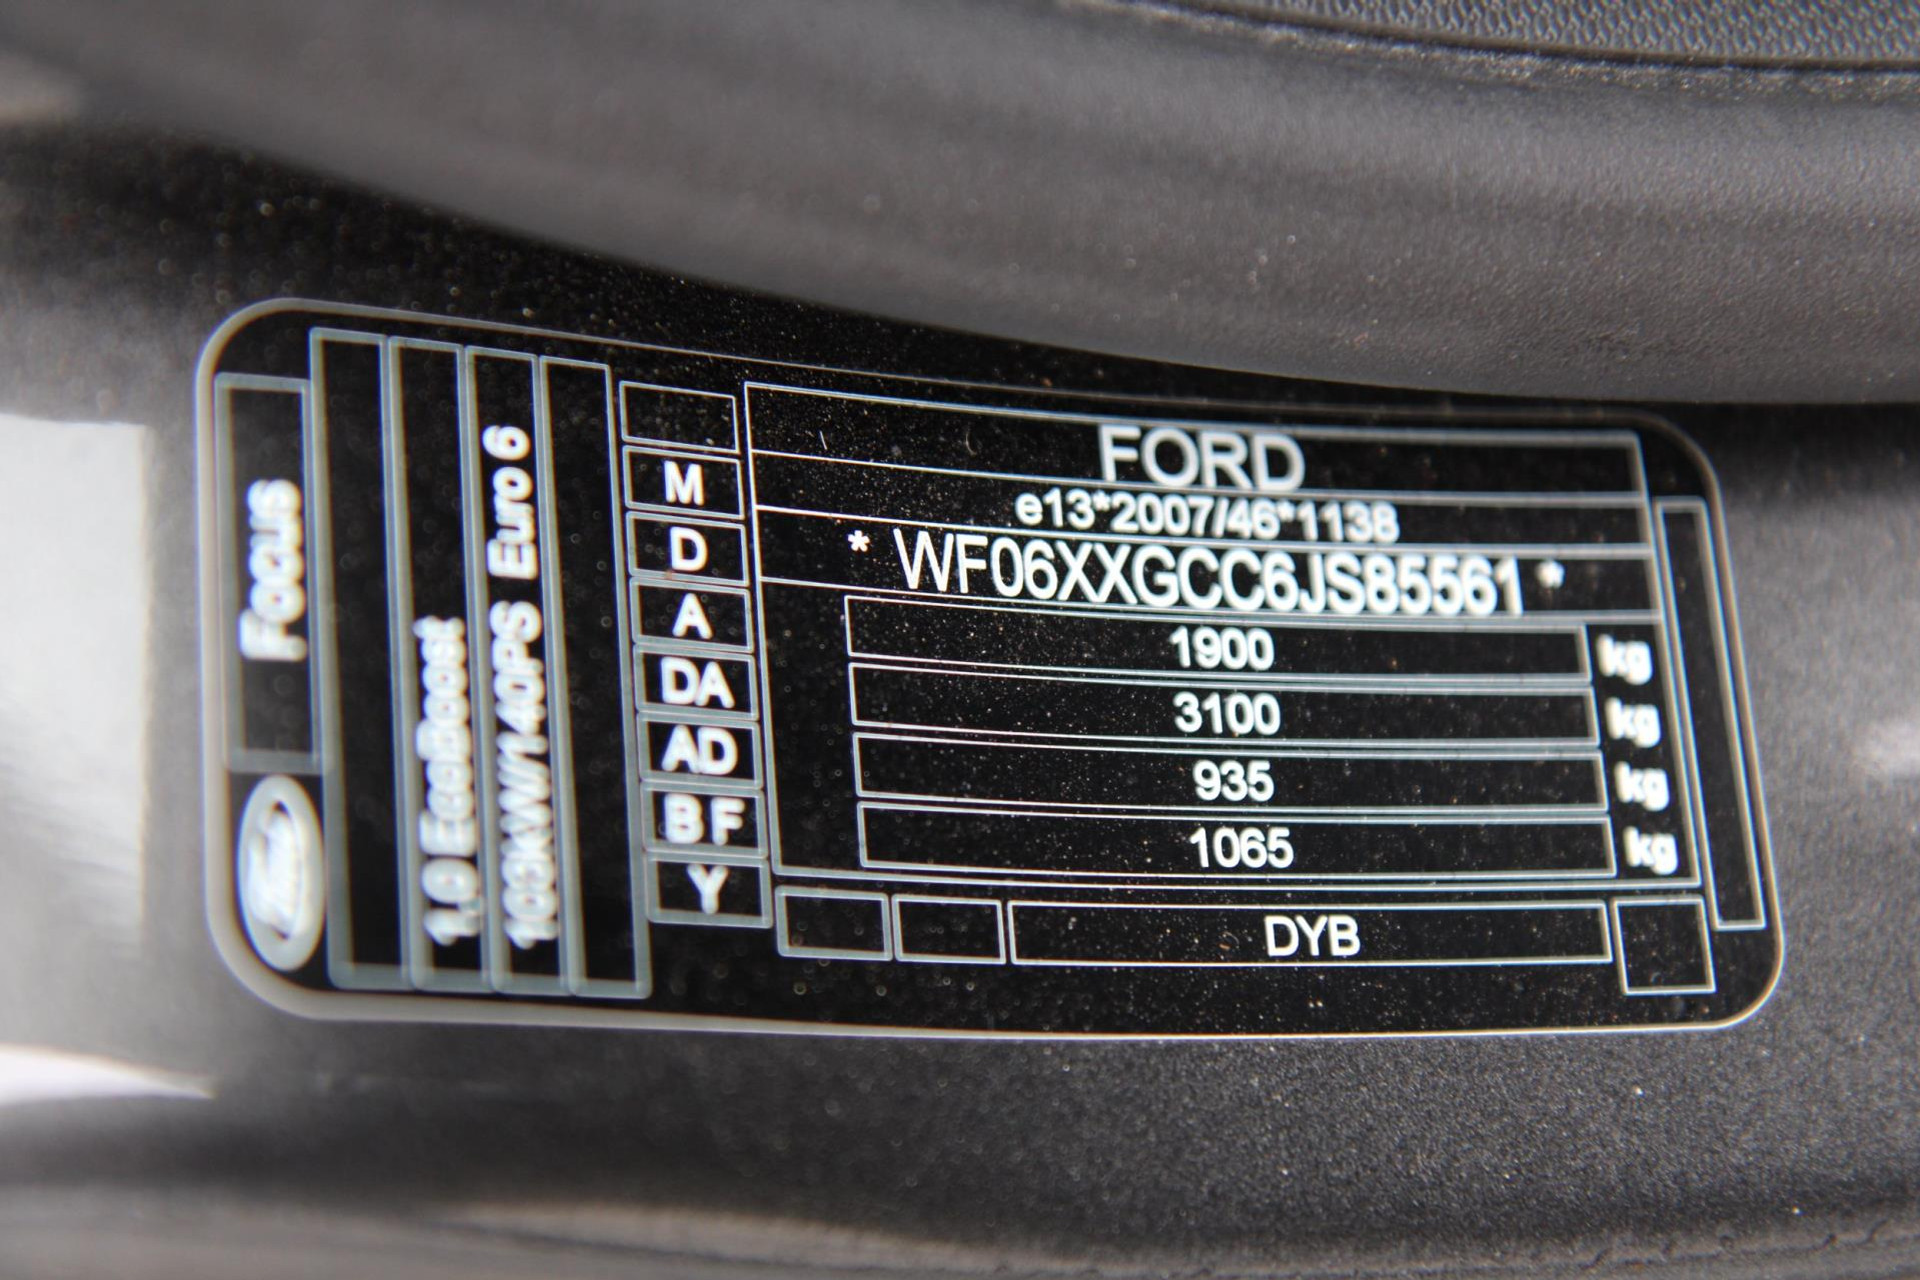 FORD
e13*2007/46*1138
* WF06XXGCC6JS85561 *
1900 kg
3100 kg
935 kg
1065 kg
DYB
M
D
A
DA
AD
B F
Y
Focus
1.0 EcoBoost
103kW/140PS Euro 6
Ford